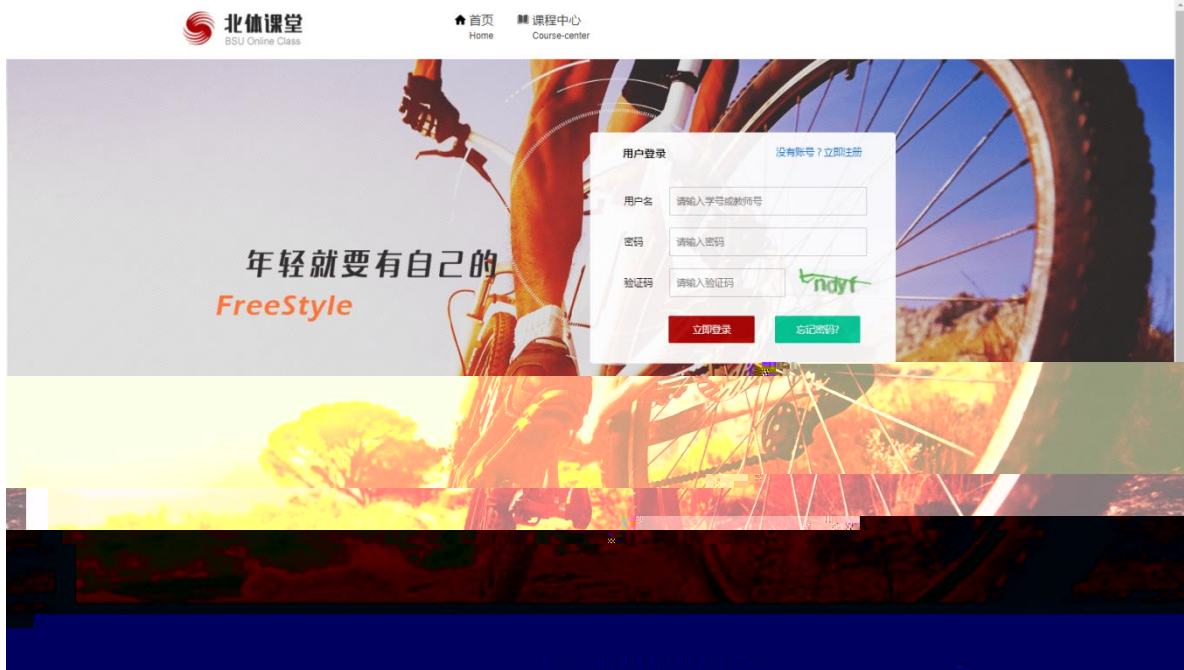 北体课堂
BSU Online Class
首页
Home
课程中心
Course-center
用户登录
没有账号？立即注册
用户名
请输入学号或教师号
密码
请输入密码
验证码
请输入验证码
立即登录
忘记密码?
年轻就要有自己的
FreeStyle